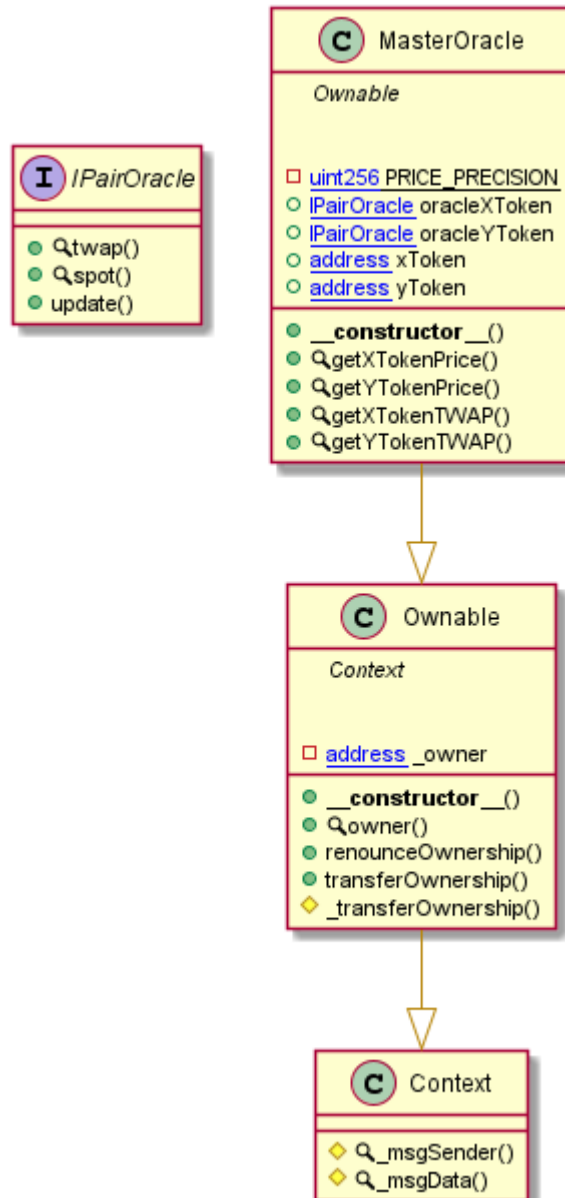 C MasterOracle
Ownable
uint256 PRICE_PRECISION
IPairOracle oracleXToken
IPairOracle oracleYToken
address xToken
address yToken
__constructor__()
getXTokenPrice()
getYTokenPrice()
getXTokenTWAP()
getYTokenTWAP()
I IPairOracle
twap()
spot()
update()
C Ownable
Context
address _owner
__constructor__()
owner()
renounceOwnership()
transferOwnership()
_transferOwnership()
C Context
_msgSender()
_msgData()